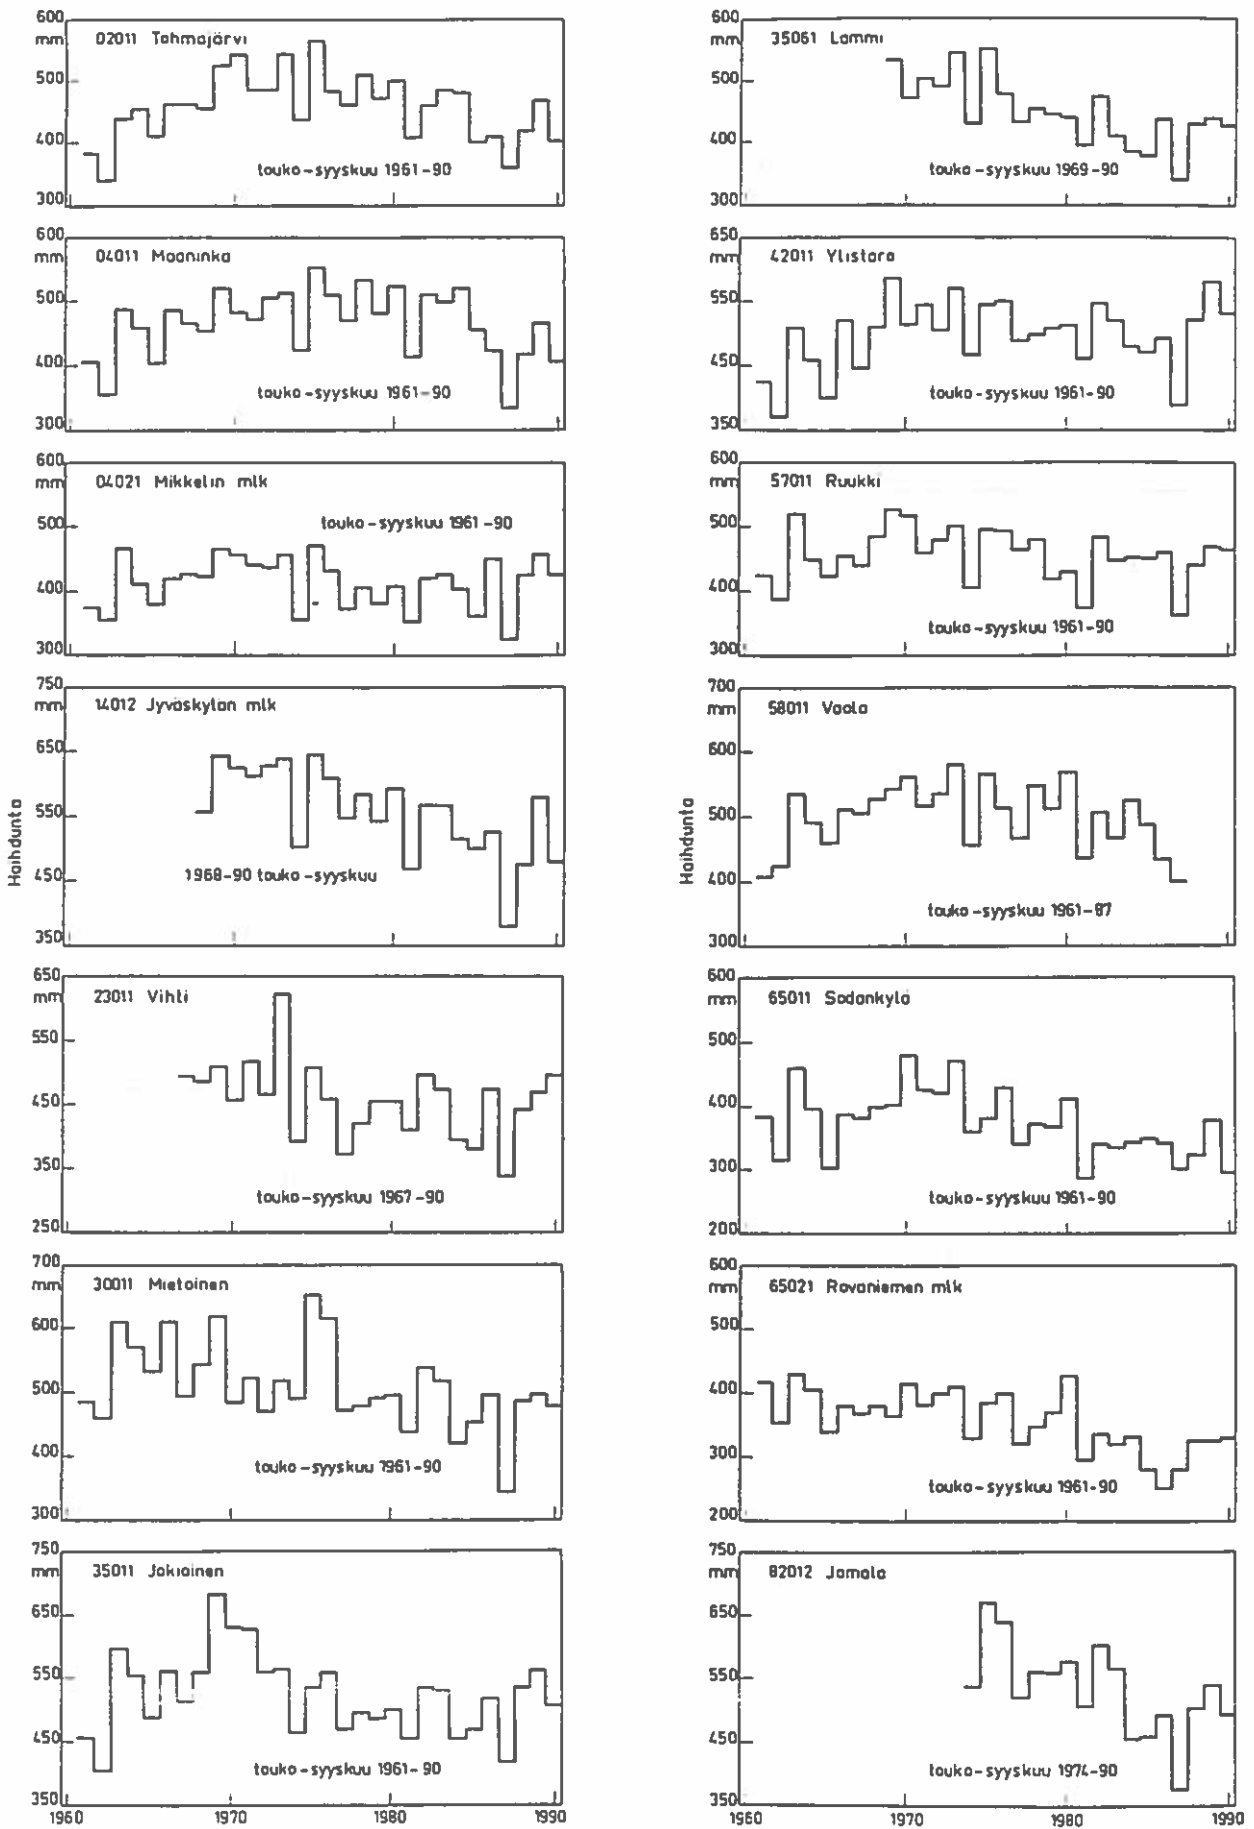 600
mm 02011 Tohmajärvi
500
400
touko-syyskuu 1961-90
300
600
mm 04011 Maaninka
500
400
touko-syyskuu 1961-90
300
600
mm 04021 Mikkelin mlk
500
touko-syyskuu 1961-90
400
300
750
mm 14012 Jyväskylän mlk
650
550
1968-90 touko-syyskuu
450
350
Haihdunta
650
mm 23011 Vihti
550
450
350
touko-syyskuu 1967-90
250
700
mm 30011 Mietoinen
600
500
400
touko-syyskuu 1961-90
300
750
mm 35011 Jokioinen
650
550
450
touko-syyskuu 1961-90
350
1960 1970 1980 1990
600
mm 35061 Lammi
500
400
touko-syyskuu 1969-90
300
650
mm 42011 Ylistaro
550
450
touko-syyskuu 1961-90
350
600
mm 57011 Ruukki
500
400
touko-syyskuu 1961-90
300
700
mm 58011 Vaala
600
500
400
touko-syyskuu 1961-87
300
Haihdunta
600
mm 65011 Sodankylä
500
400
300
touko-syyskuu 1961-90
200
600
mm 65021 Rovaniemen mlk
500
400
300
touko-syyskuu 1961-90
200
750
mm 82012 Jomala
650
550
450
touko-syyskuu 1974-90
350
1960 1970 1980 1990